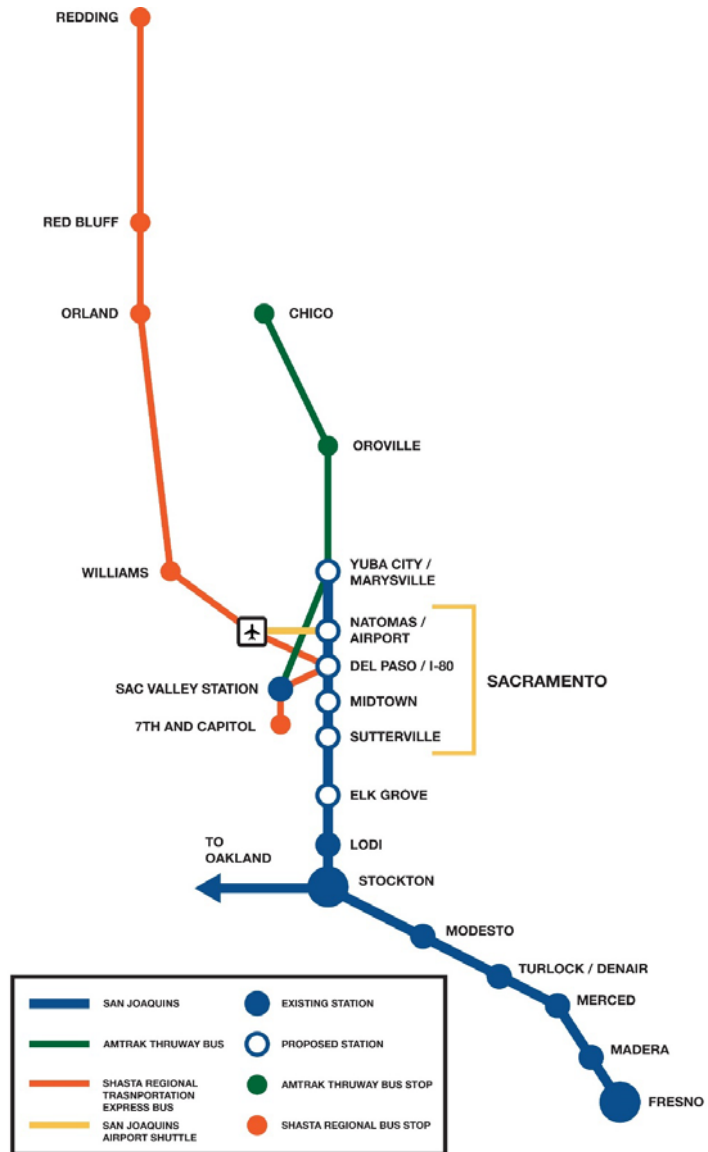 REDDING
RED BLUFF
ORLAND
CHICO
OROVILLE
WILLIAMS
YUBA CITY /
MARYSVILLE
NATOMAS /
AIRPORT
DEL PASO / I-80
SAC VALLEY STATION
SACRAMENTO
MIDTOWN
7TH AND CAPITOL
SUTTERVILLE
ELK GROVE
TO
OAKLAND
LODI
STOCKTON
MODESTO
TURLOCK / DENAIR
MERCED
MADERA
FRESNO
SAN JOAQUINS
EXISTING STATION
AMTRAK THRUWAY BUS
PROPOSED STATION
SHASTA REGIONAL
TRASNPORTATION
EXPRESS BUS
AMTRAK THRUWAY BUS STOP
SAN JOAQUINS
AIRPORT SHUTTLE
SHASTA REGIONAL BUS STOP